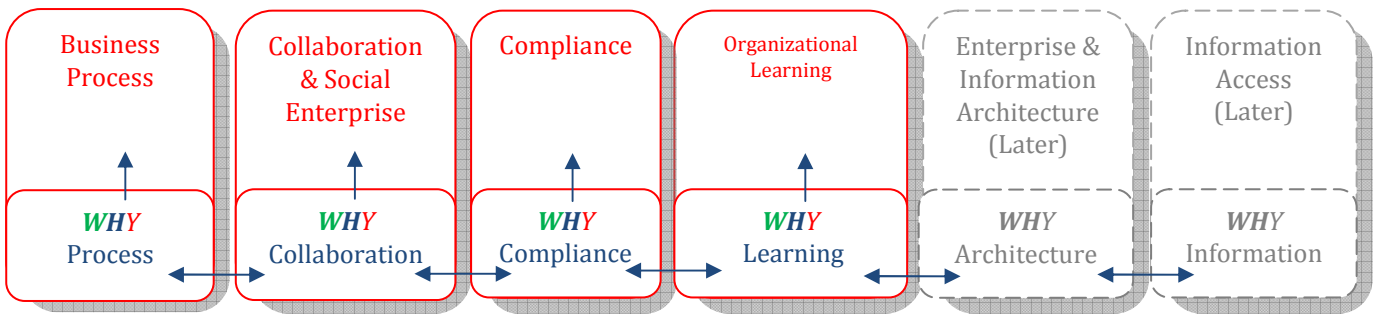 Business
Process
Collaboration
& Social
Enterprise
Compliance
Organizational
Learning
Enterprise &
Information
Architecture
(Later)
Information
Access
(Later)
WHY
Process
WHY
Collaboration
WHY
Compliance
WHY
Learning
WHY
Architecture
WHY
Information